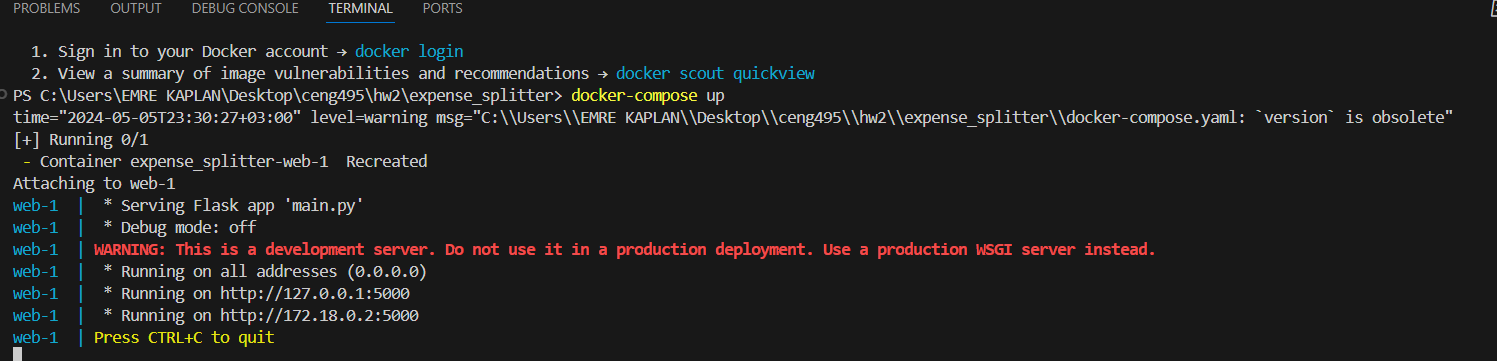 PROBLEMS OUTPUT DEBUG CONSOLE TERMINAL PORTS
1. Sign in to your Docker account → docker login
2. View a summary of image vulnerabilities and recommendations → docker scout quickview
PS C:\Users\EMRE KAPLAN\Desktop\ceng495\hw2\expense_splitter> docker-compose up
time="2024-05-05T23:30:27+03:00" level=warning msg="C:\\Users\\EMRE KAPLAN\\Desktop\\ceng495\\hw2\\expense_splitter\\docker-compose.yaml: `version` is obsolete"
[+] Running 0/1
- Container expense_splitter-web-1  Recreated
Attaching to web-1
web-1  |  * Serving Flask app 'main.py'
web-1  |  * Debug mode: off
web-1  | WARNING: This is a development server. Do not use it in a production deployment. Use a production WSGI server instead.
web-1  |  * Running on all addresses (0.0.0.0)
web-1  |  * Running on http://127.0.0.1:5000
web-1  |  * Running on http://172.18.0.2:5000
web-1  | Press CTRL+C to quit